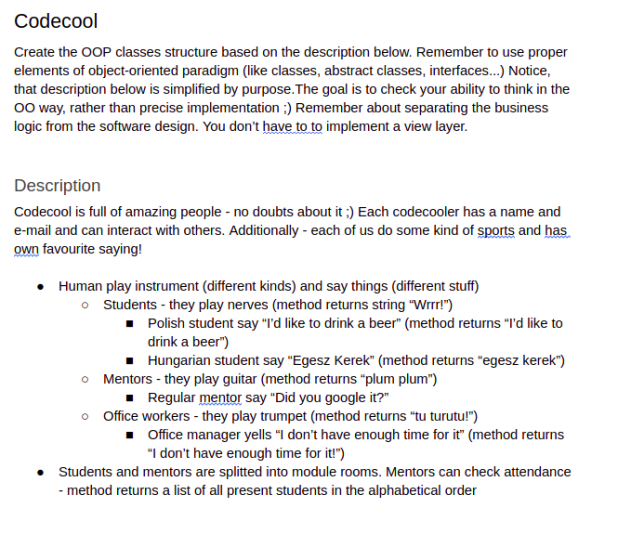 Codecool
Create the OOP classes structure based on the description below. Remember to use proper
elements of object-oriented paradigm (like classes, abstract classes, interfaces...) Notice,
that description below is simplified by purpose.The goal is to check your ability to think in the
OO way, rather than precise implementation ;) Remember about separating the business
logic from the software design. You don’t have to to implement a view layer.
Description
Codecool is full of amazing people - no doubts about it ;) Each codecooler has a name and
e-mail and can interact with others. Additionally - each of us do some kind of sports and has
own favourite saying!
● Human play instrument (different kinds) and say things (different stuff)
○ Students - they play nerves (method returns string “Wrrr!”)
■ Polish student say “I’d like to drink a beer” (method returns “I’d like to
drink a beer”)
■ Hungarian student say “Egesz Kerek” (method returns “egesz kerek”)
○ Mentors - they play guitar (method returns “plum plum”)
■ Regular mentor say “Did you google it?”
○ Office workers - they play trumpet (method returns “tu turutu!”)
■ Office manager yells “I don’t have enough time for it” (method returns
“I don’t have enough time for it!”)
● Students and mentors are splitted into module rooms. Mentors can check attendance
- method returns a list of all present students in the alphabetical order